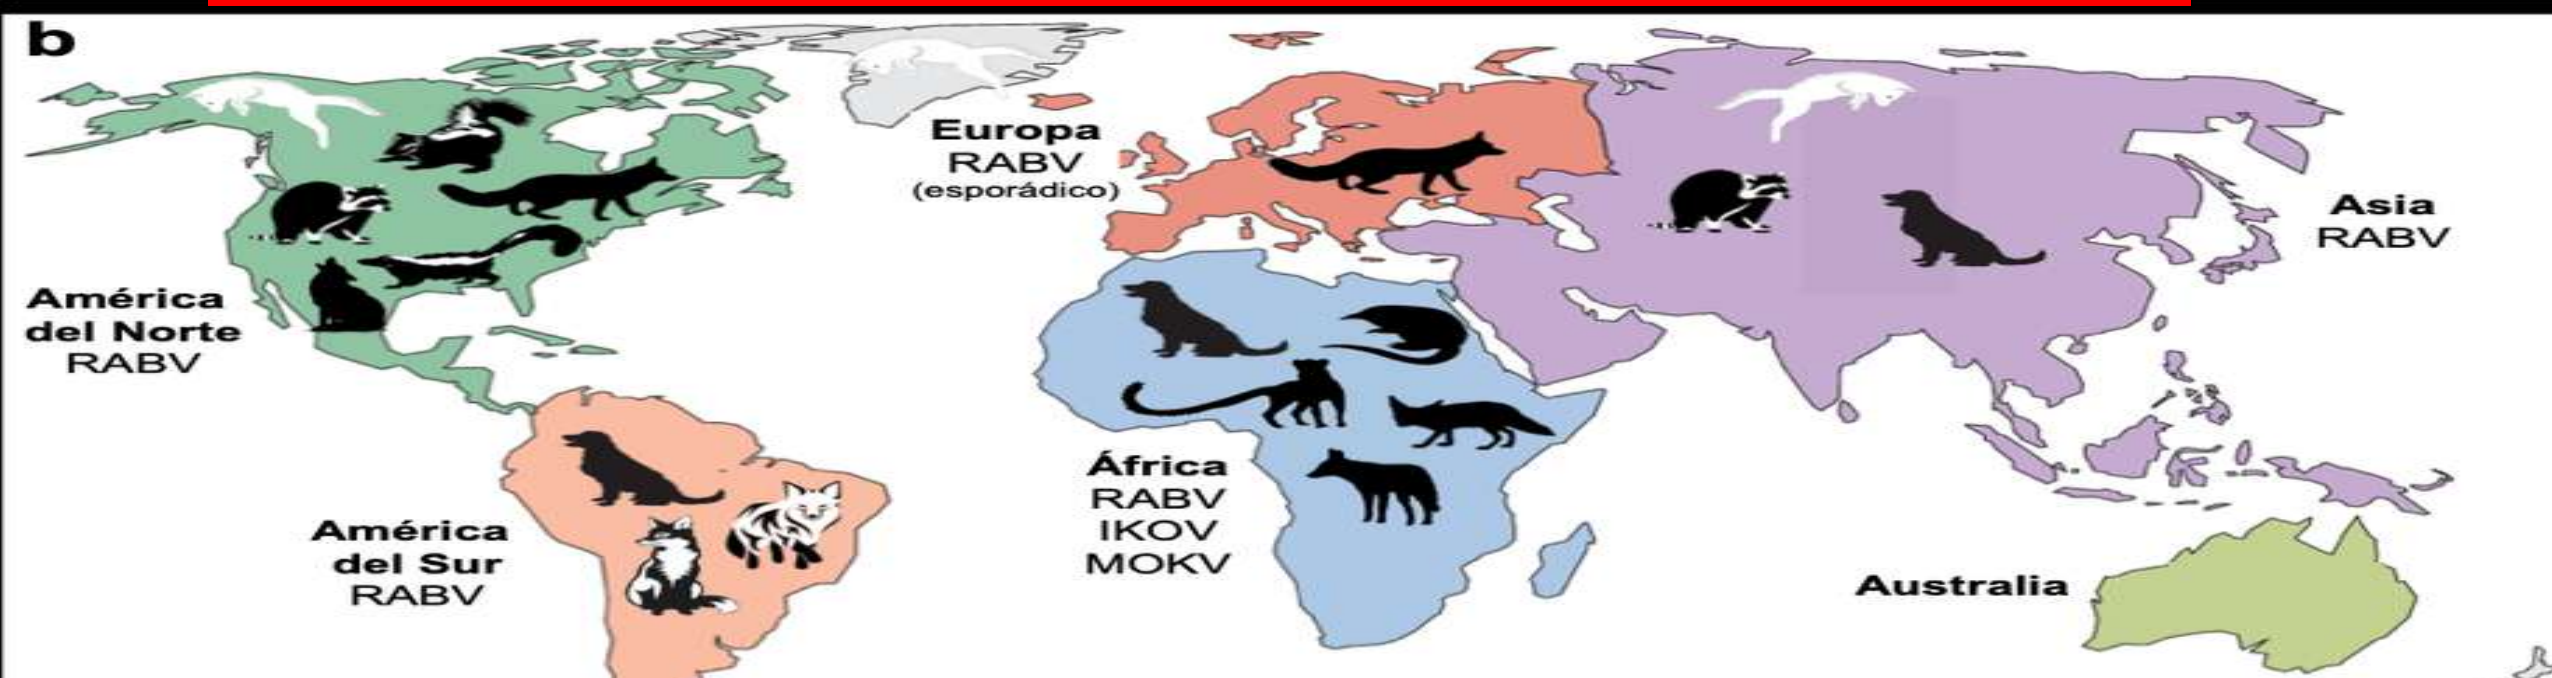 b
Europa
RABV
(esporádico)
Asia
RABV
América
del Norte
RABV
África
RABV
IKOV
MOKV
América
del Sur
RABV
Australia